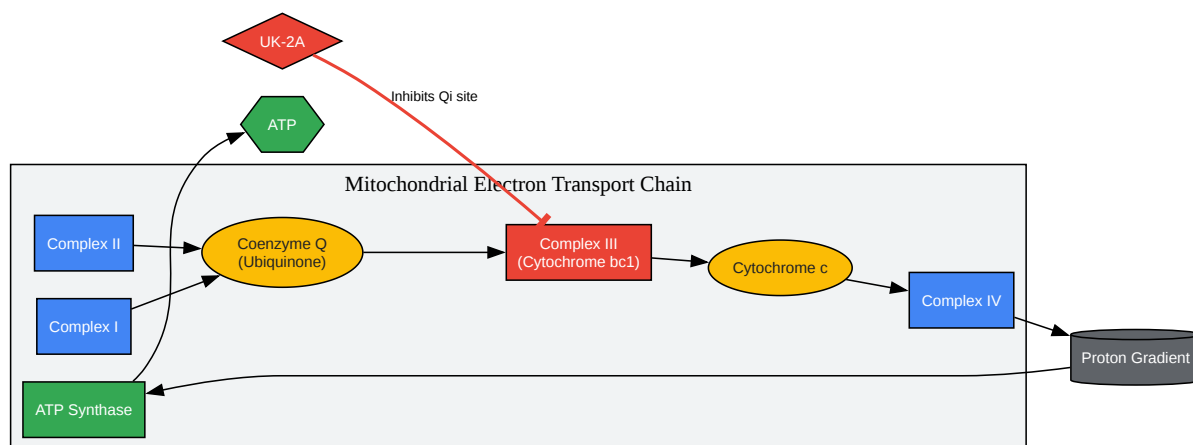 UK-2A
Inhibits Qi site
ATP
Mitochondrial Electron Transport Chain
Complex II
Coenzyme Q
(Ubiquinone)
Complex III
(Cytochrome bc1)
Cytochrome c
Complex IV
Complex I
Proton Gradient
ATP Synthase